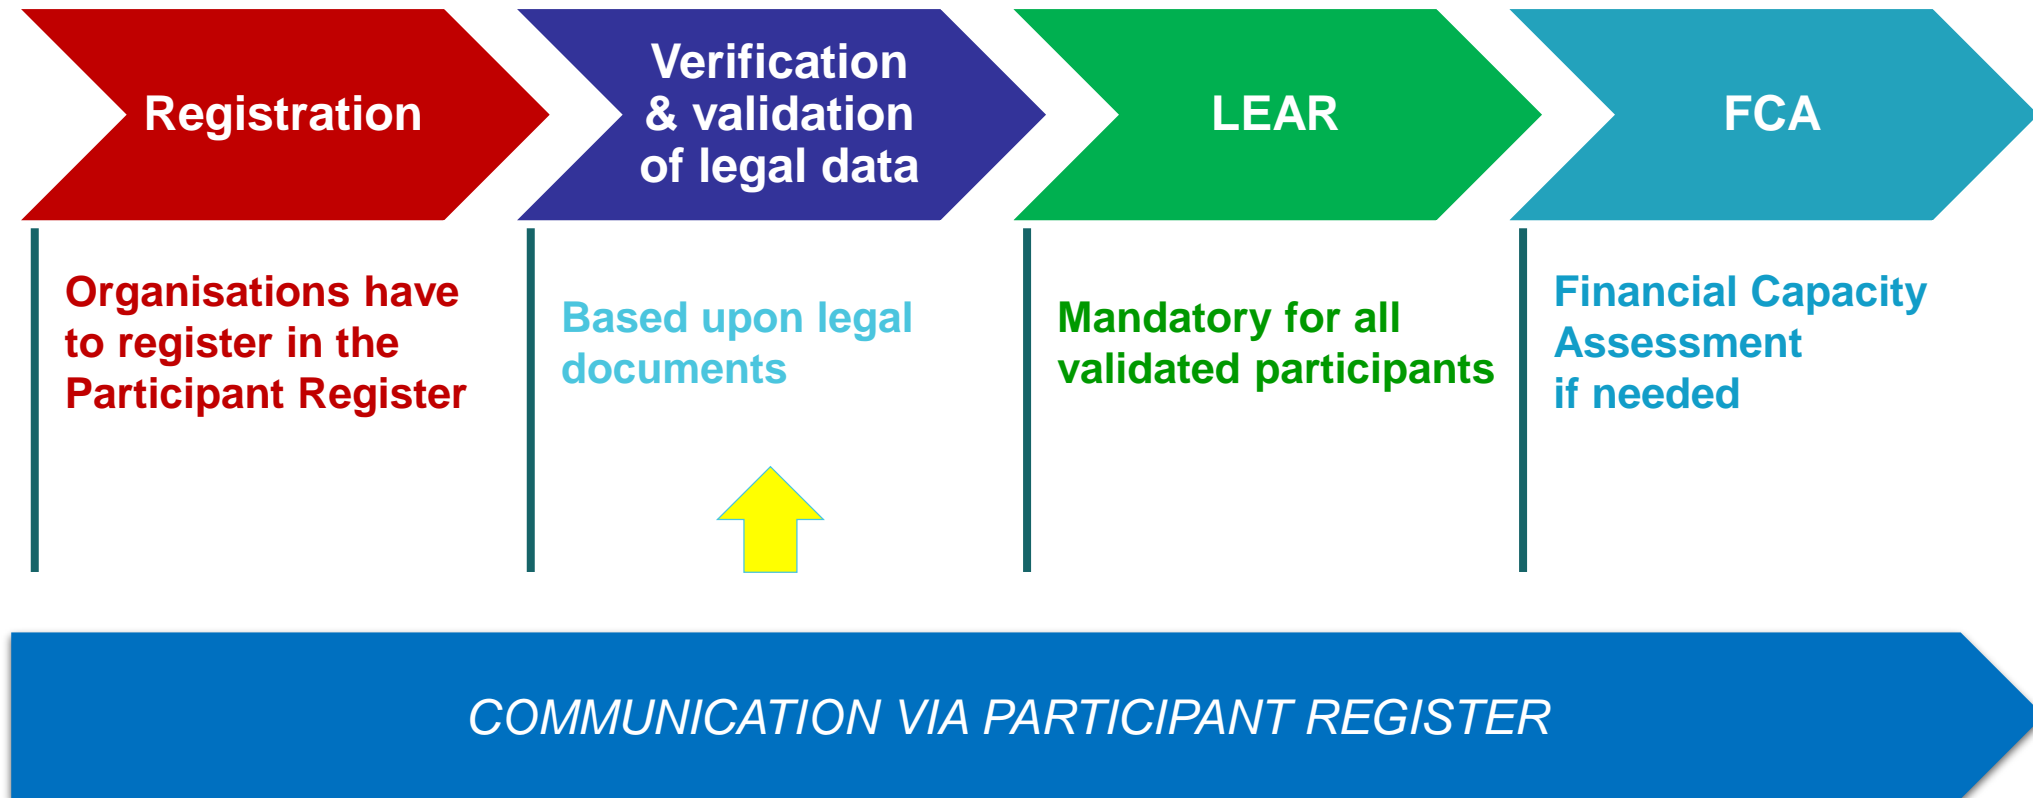 Registration
Verification
& validation
of legal data
LEAR
FCA
Organisations have
to register in the
Participant Register
Based upon legal
documents
Mandatory for all
validated participants
Financial Capacity
Assessment
if needed
COMMUNICATION VIA PARTICIPANT REGISTER